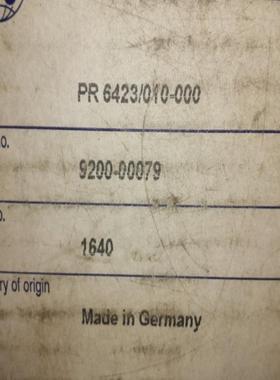 PR 6423/010-000
o.
9200-00079
o.
1640
ry of origin
Made in Germany